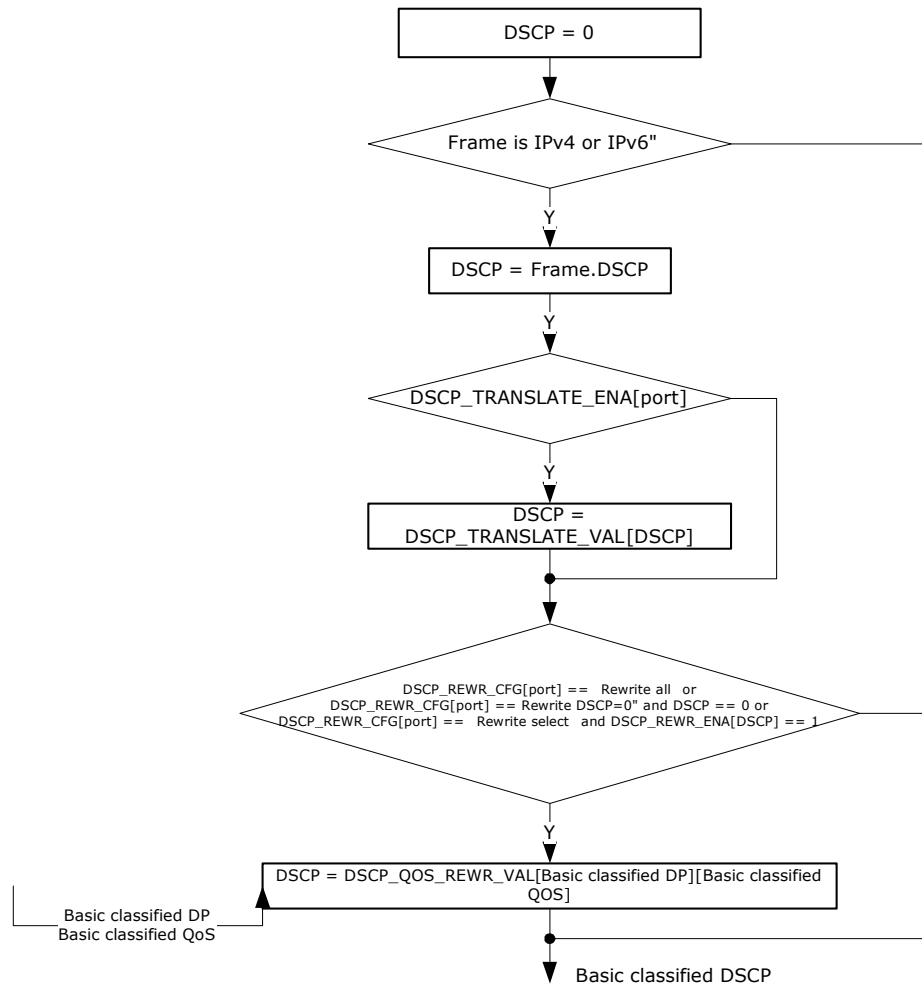 DSCP = 0
Frame is IPv4 or IPv6"
Y
DSCP = Frame.DSCP
Y
DSCP_TRANSLATE_ENA[port]
Y
DSCP =
DSCP_TRANSLATE_VAL[DSCP]
DSCP_REWR_CFG[port] == Rewrite all or
DSCP_REWR_CFG[port] == Rewrite DSCP=0" and DSCP == 0 or
DSCP_REWR_CFG[port] == Rewrite select and DSCP_REWR_ENA[DSCP] == 1
Y
DSCP = DSCP_QOS_REWR_VAL[Basic classified DP][Basic classified
QOS]
Basic classified DP
Basic classified QoS
Basic classified DSCP